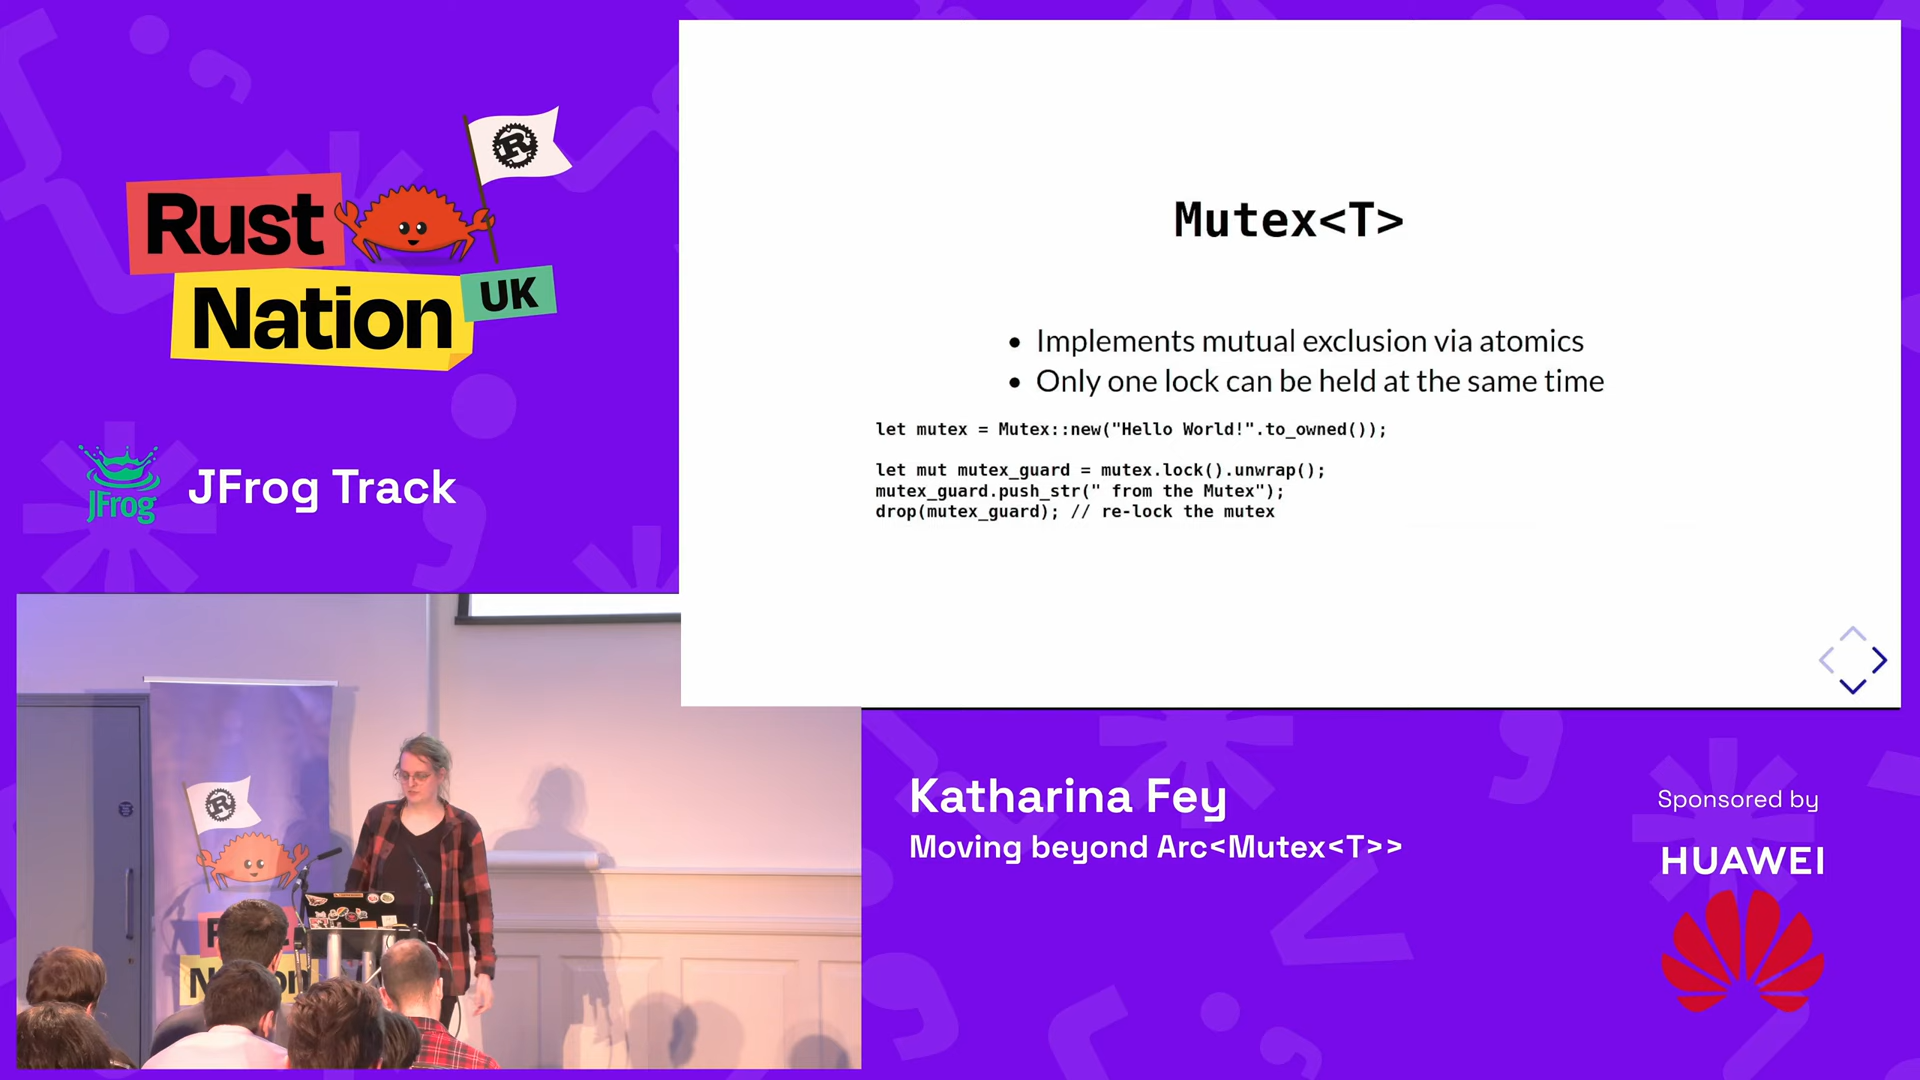 Rust
Nation
UK
R
JFrog
JFrog Track
Mutex<T>
• Implements mutual exclusion via atomics
• Only one lock can be held at the same time
let mutex = Mutex::new("Hello World!".to_owned());
let mut mutex_guard = mutex.lock().unwrap();
mutex_guard.push_str(" from the Mutex");
drop(mutex_guard); // re-lock the mutex
Katharina Fey
Moving beyond Arc<Mutex<T>>
Sponsored by
HUAWEI
R